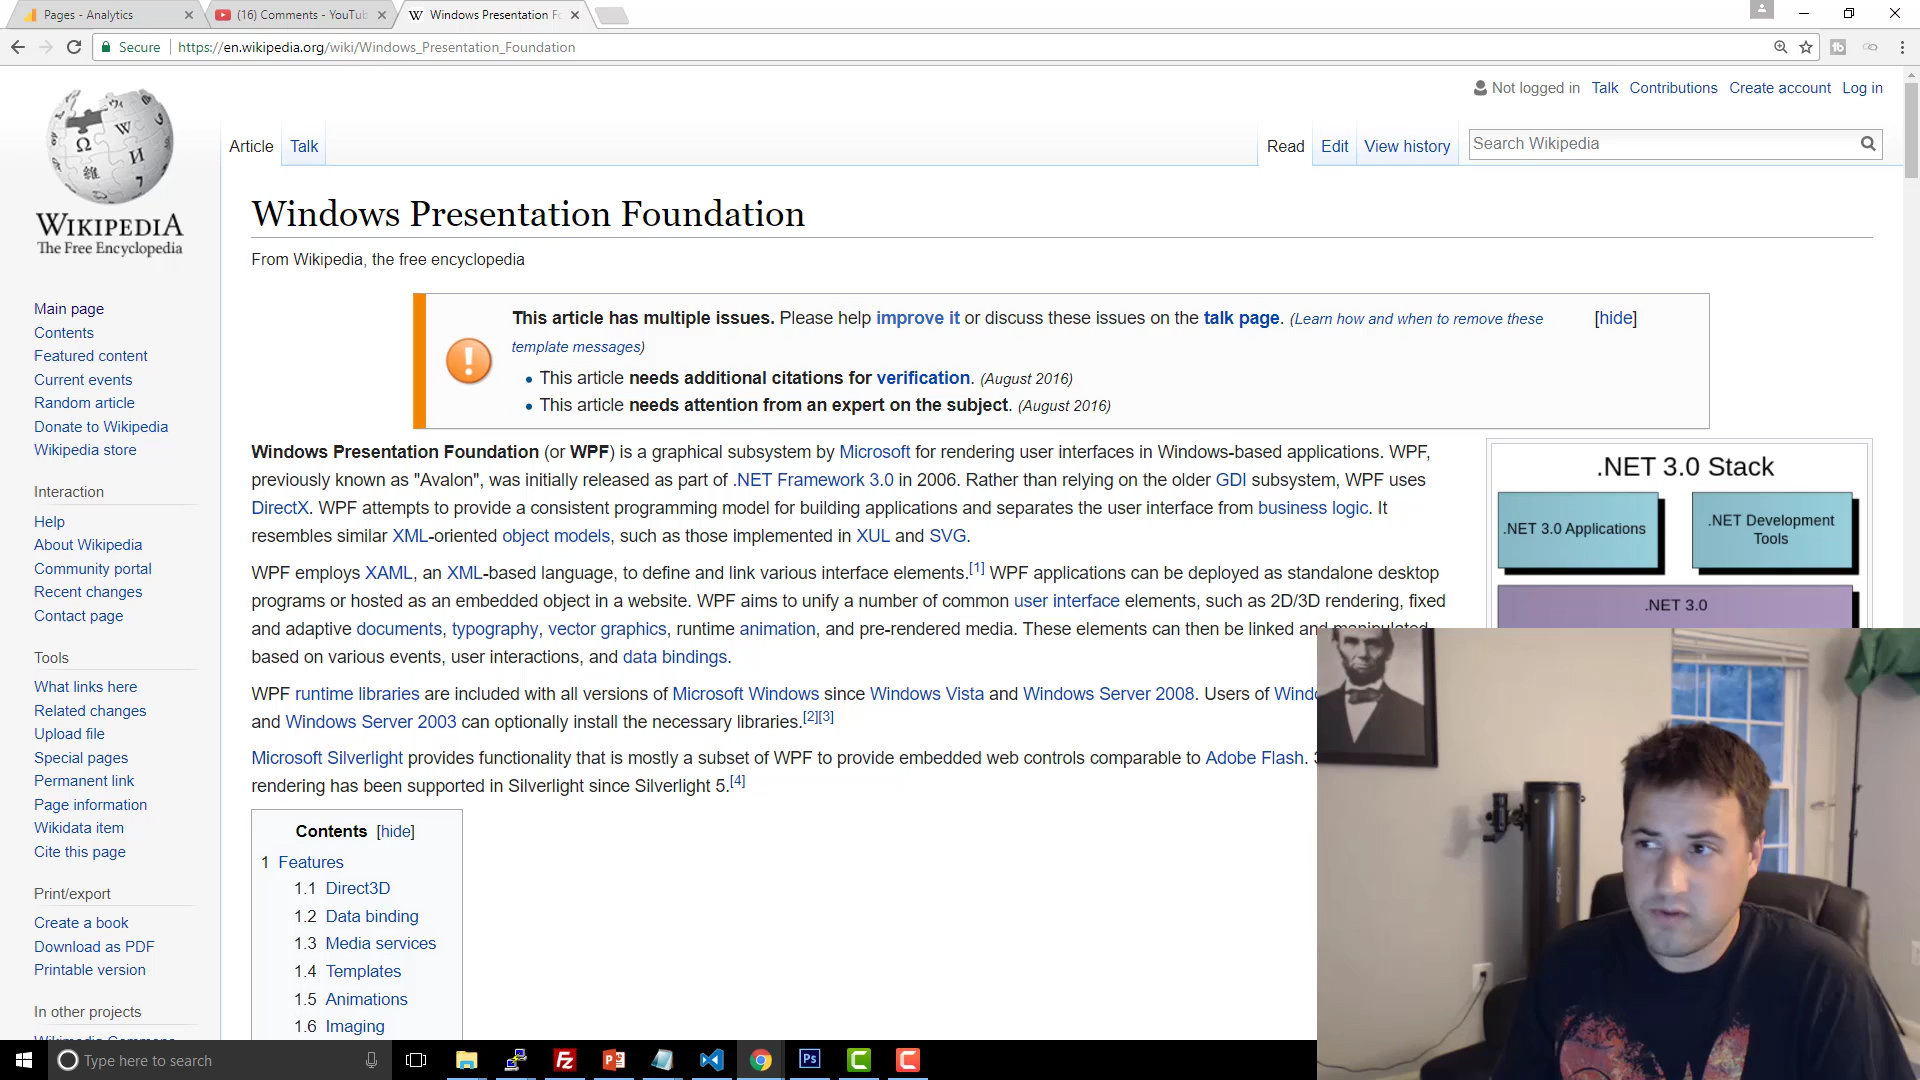 Pages - Analytics
(16) Comments - YouTub
Windows Presentation Fo
Secure
https://en.wikipedia.org/wiki/Windows_Presentation_Foundation
Not logged in Talk Contributions Create account Log in
Article Talk
Read Edit View history
Search Wikipedia
WIKIPEDIA
The Free Encyclopedia
Main page
Contents
Featured content
Current events
Random article
Donate to Wikipedia
Wikipedia store
Interaction
Help
About Wikipedia
Community portal
Recent changes
Contact page
Tools
What links here
Related changes
Upload file
Special pages
Permanent link
Page information
Wikidata item
Cite this page
Print/export
Create a book
Download as PDF
Printable version
In other projects
Windows Presentation Foundation
From Wikipedia, the free encyclopedia
This article has multiple issues. Please help improve it or discuss these issues on the talk page. (Learn how and when to remove these
template messages)
[hide]
• This article needs additional citations for verification. (August 2016)
• This article needs attention from an expert on the subject. (August 2016)
Windows Presentation Foundation (or WPF) is a graphical subsystem by Microsoft for rendering user interfaces in Windows-based applications. WPF,
previously known as "Avalon", was initially released as part of .NET Framework 3.0 in 2006. Rather than relying on the older GDI subsystem, WPF uses
DirectX. WPF attempts to provide a consistent programming model for building applications and separates the user interface from business logic. It
resembles similar XML-oriented object models, such as those implemented in XUL and SVG.
WPF employs XAML, an XML-based language, to define and link various interface elements.[1] WPF applications can be deployed as standalone desktop
programs or hosted as an embedded object in a website. WPF aims to unify a number of common user interface elements, such as 2D/3D rendering, fixed
and adaptive documents, typography, vector graphics, runtime animation, and pre-rendered media. These elements can then be linked and manipulated
based on various events, user interactions, and data bindings.
WPF runtime libraries are included with all versions of Microsoft Windows since Windows Vista and Windows Server 2008. Users of Wind
and Windows Server 2003 can optionally install the necessary libraries.[2][3]
Microsoft Silverlight provides functionality that is mostly a subset of WPF to provide embedded web controls comparable to Adobe Flash.
rendering has been supported in Silverlight since Silverlight 5.[4]
Contents [hide]
1 Features
1.1 Direct3D
1.2 Data binding
1.3 Media services
1.4 Templates
1.5 Animations
1.6 Imaging
.NET 3.0 Stack
.NET 3.0 Applications
.NET Development
Tools
.NET 3.0
Type here to search